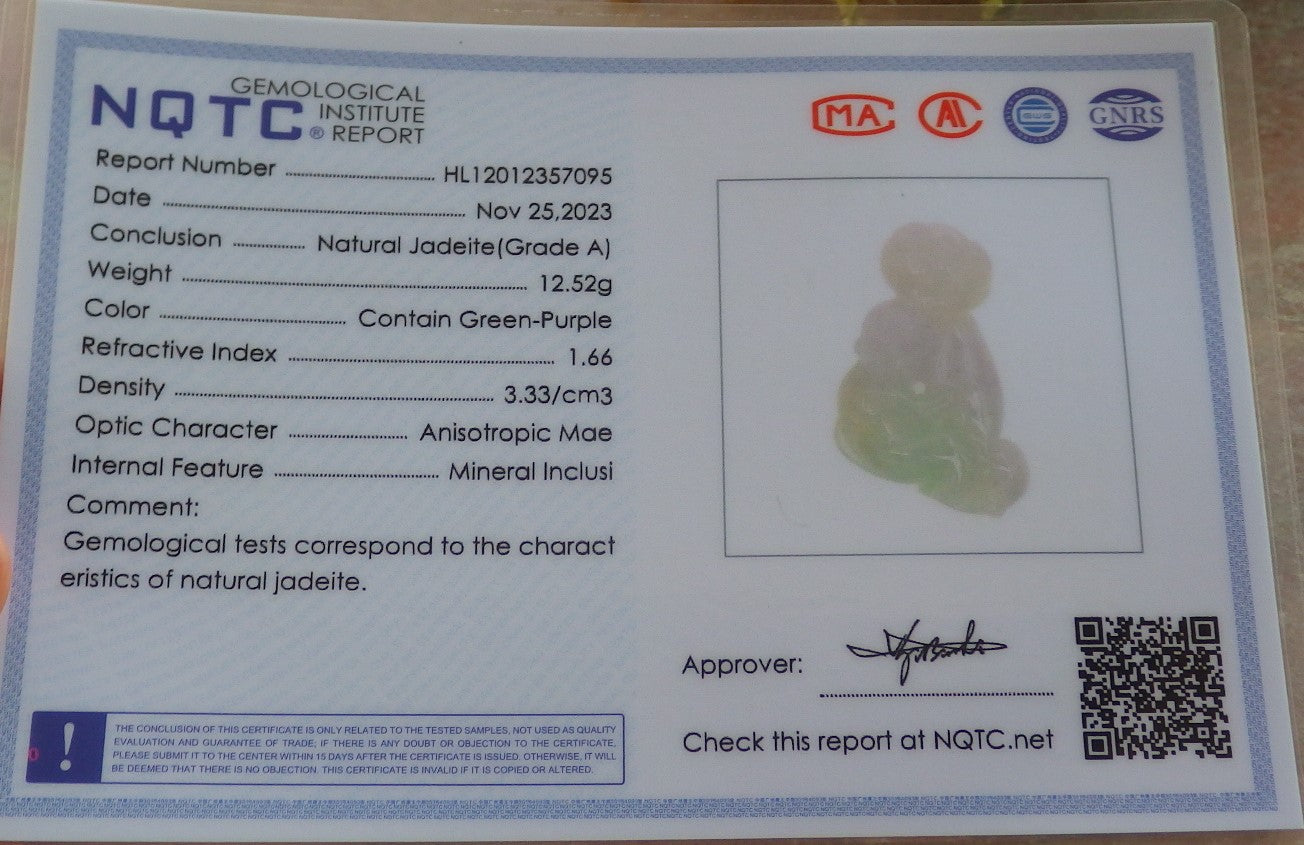 GEMOLOGICAL
NQTC® INSTITUTE
REPORT
MA
GNRS
Report Number HL12012357095
Date Nov 25,2023
Conclusion Natural Jadeite(Grade A)
Weight 12.52g
Color Contain Green-Purple
Refractive Index 1.66
Density 3.33/cm3
Optic Character Anisotropic Mae
Internal Feature Mineral Inclusi
Comment:
Gemological tests correspond to the charact
eristics of natural jadeite.
Approver:
Check this report at NQTC.net
!
THE CONCLUSION OF THIS CERTIFICATE IS ONLY RELATED TO THE TESTED SAMPLES, NOT USED AS QUALITY
EVALUATION AND GUARANTEE OF TRADE; IF THERE IS ANY DOUBT OR OBJECTION TO THE CERTIFICATE,
PLEASE SUBMIT IT TO THE CENTER WITHIN 15 DAYS AFTER THE CERTIFICATE IS ISSUED. OTHERWISE, IT WILL
BE DEEMED THAT THERE IS NO OBJECTION. THIS CERTIFICATE IS INVALID IF IT IS COPIED OR ALTERED.